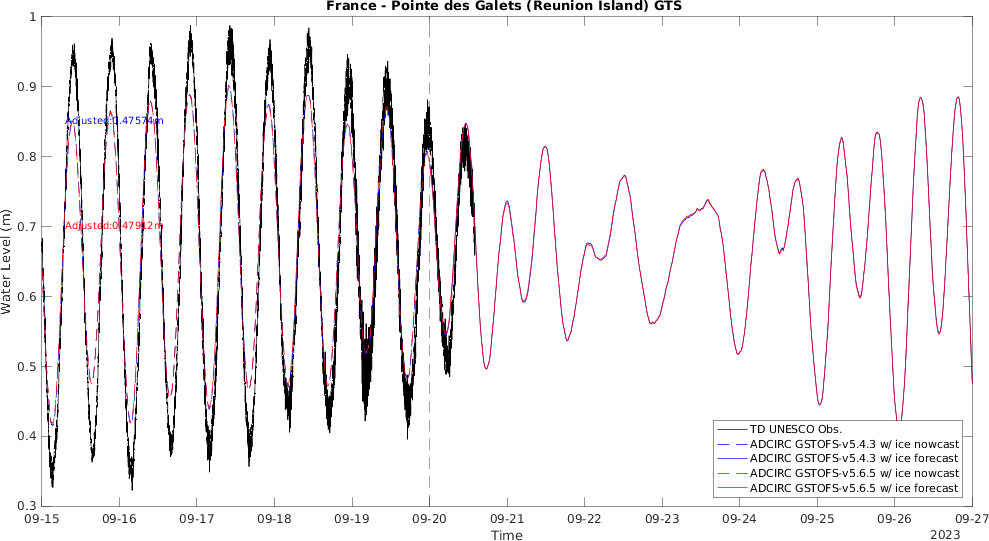 France - Pointe des Galets (Reunion Island) GTS
1
0.9
0.8
0.7
0.6
0.5
0.4
0.3
Water Level (m)
Adjusted:0.47574m
Adjusted:0.47912m
TD UNESCO Obs.
ADCIRC GSTOFS-v5.4.3 w/ ice nowcast
ADCIRC GSTOFS-v5.4.3 w/ ice forecast
ADCIRC GSTOFS-v5.6.5 w/ ice nowcast
ADCIRC GSTOFS-v5.6.5 w/ ice forecast
09-15 09-16 09-17 09-18 09-19 09-20 09-21 09-22 09-23 09-24 09-25 09-26 09-27
Time
2023